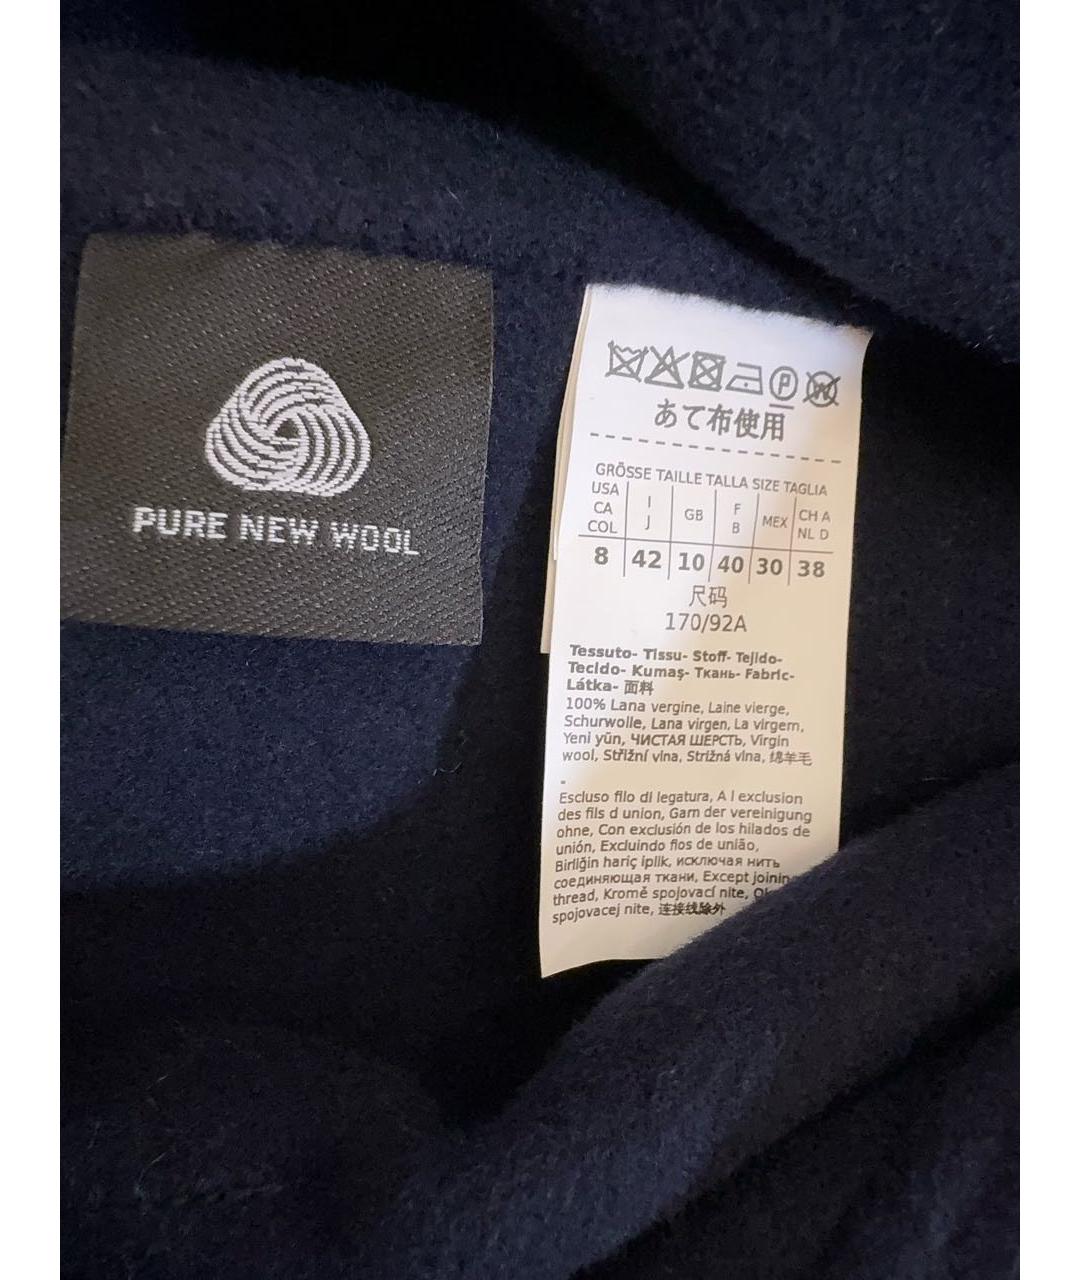 PURE NEW WOOL
P W
あて布使用
GRÖSSE TAILLE TALLA SIZE TAGLIA
USA CA COL I J GB F B MEX CH A NL D
8 42 10 40 30 38
尺码
170/92A
Tessuto- Tissu- Stoff- Tejido-
Tecido- Kumaş- Ткань- Fabric-
Látka- 面料
100% Lana vergine, Laine vierge,
Schurwolle, Lana virgen, La virgem,
Yeni yün, ЧИСТАЯ ШЕРСТЬ, Virgin
wool, Střižní vlna, Strižná vlna, 绵羊毛
-
Escluso filo di legatura, A l exclusion
des fils d union, Garn der vereinigung
ohne, Con exclusión de los hilados de
unión, Excluindo fios de união,
Birliğin hariç iplik, исключая нить
соединяющая ткани, Except joining
thread, Kromě spojovací nite,
spojovacej nite, 连接线除外